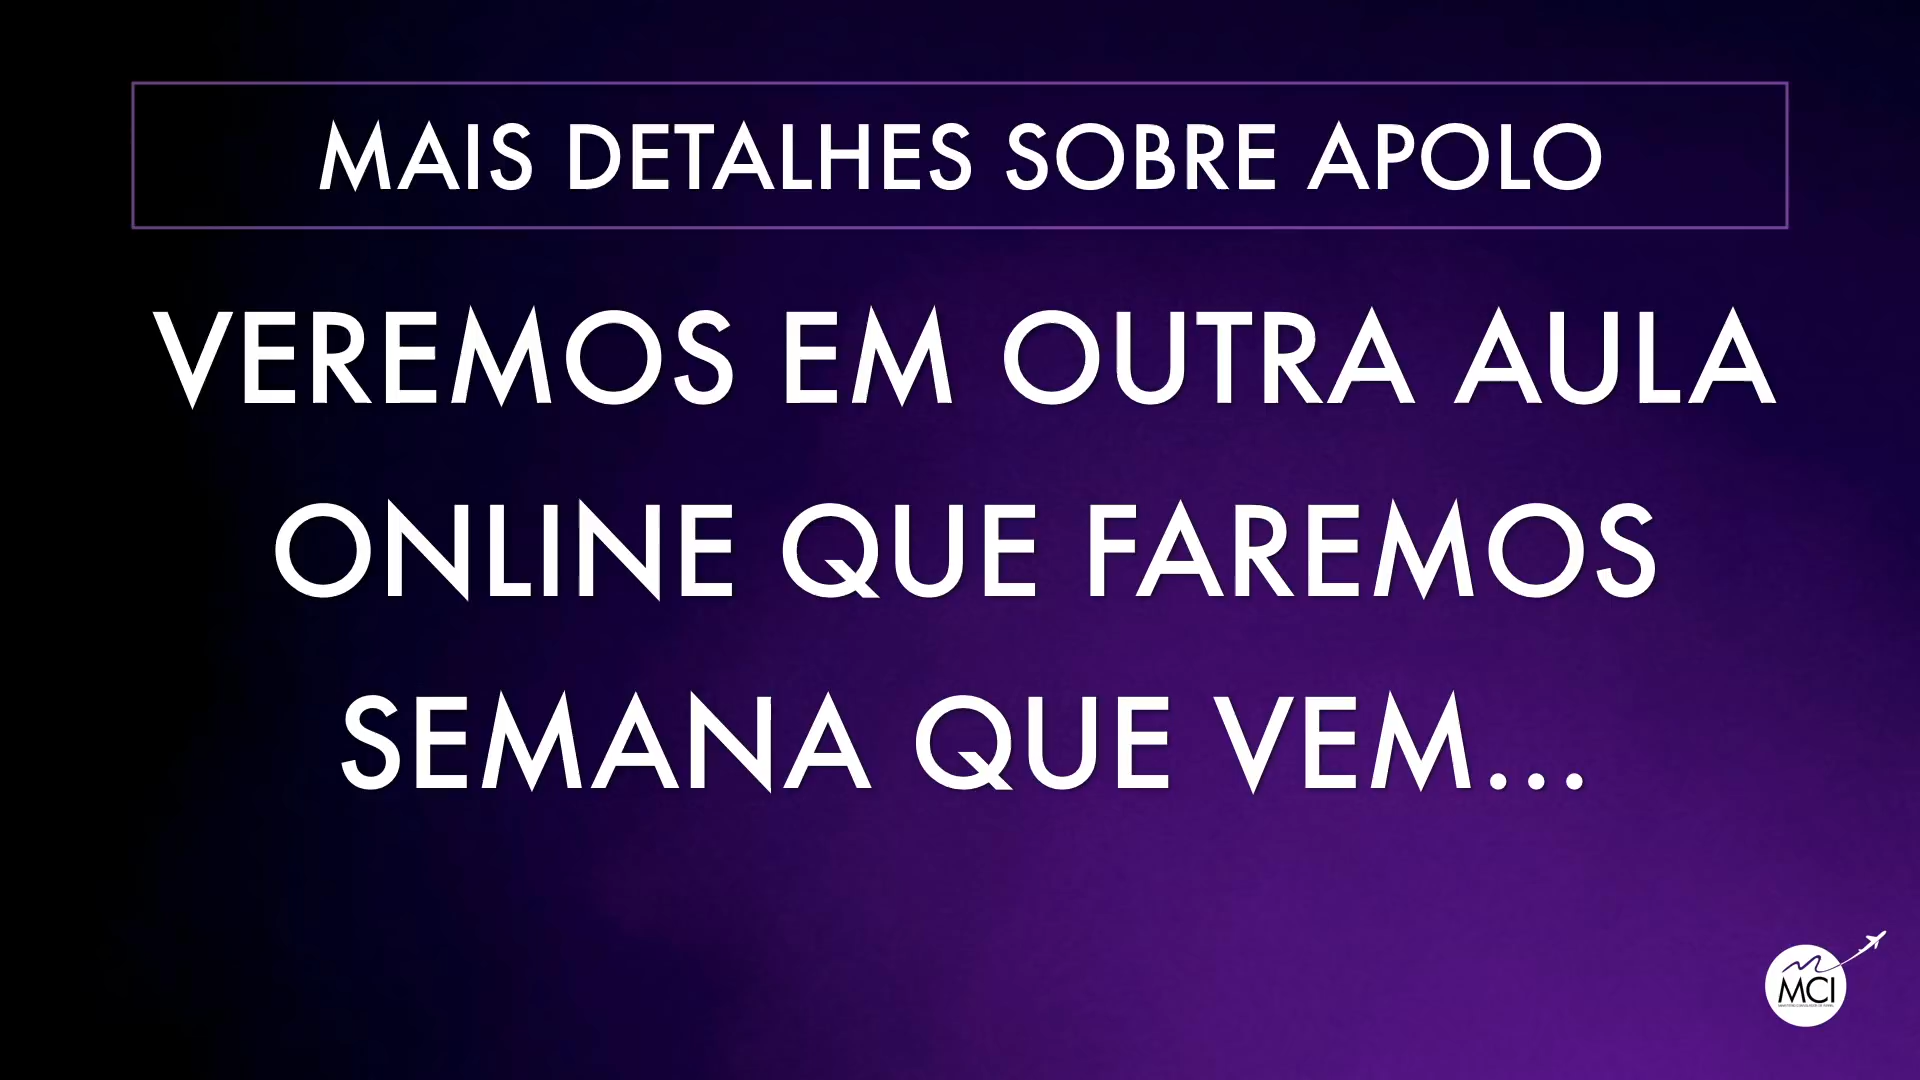 MAIS DETALHES SOBRE APOLO
VEREMOS EM OUTRA AULA
ONLINE QUE FAREMOS
SEMANA QUE VEM...
MCI